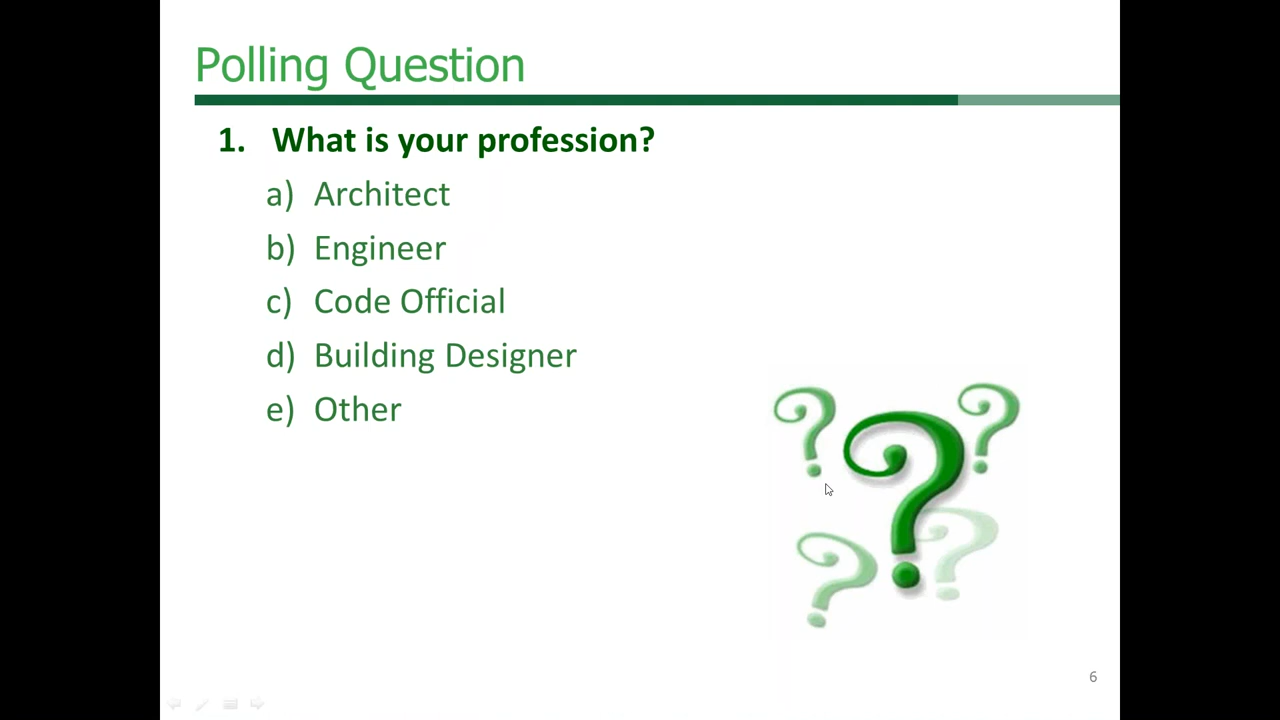 Polling Question
1. What is your profession?
a) Architect
b) Engineer
c) Code Official
d) Building Designer
e) Other
6